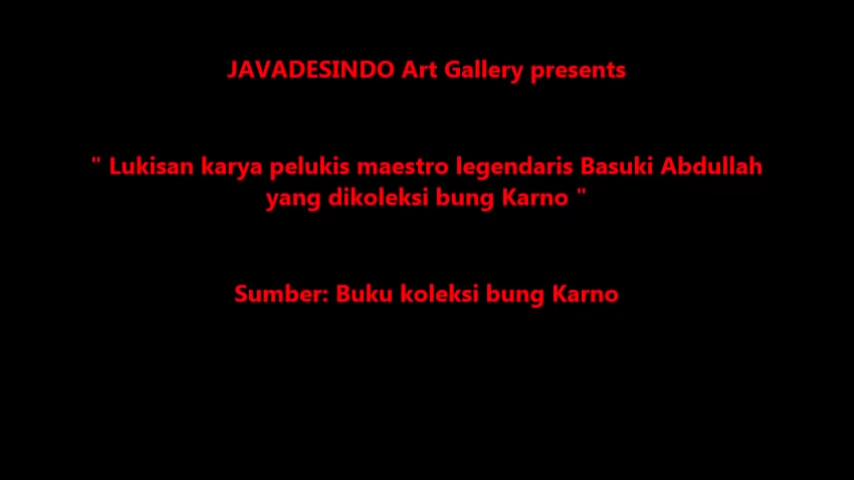 JAVADESINDO Art Gallery presents
" Lukisan karya pelukis maestro legendaris Basuki Abdullah
yang dikoleksi bung Karno "
Sumber: Buku koleksi bung Karno